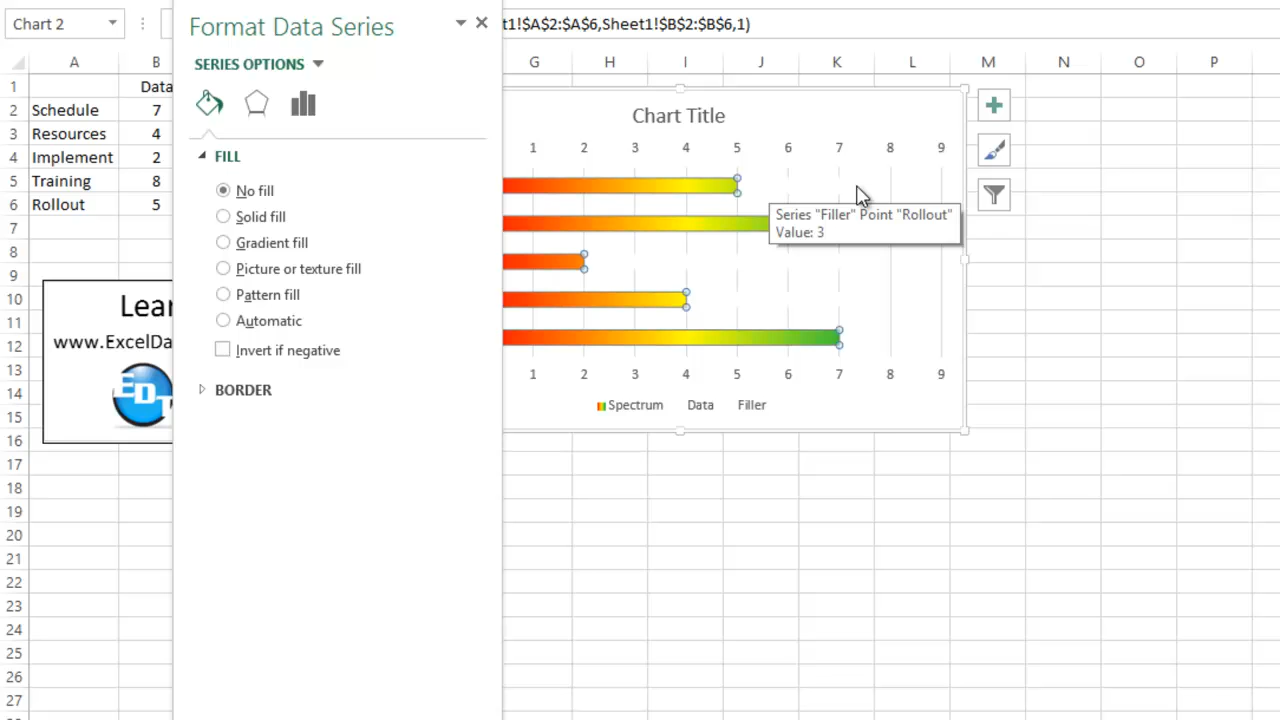 Chart 2
t1!$A$2:$A$6,Sheet1!$B$2:$B$6,1)
Format Data Series
SERIES OPTIONS
FILL
No fill
Solid fill
Gradient fill
Picture or texture fill
Pattern fill
Automatic
Invert if negative
BORDER
A B G H I J K L M N O P
1 Data
2 Schedule 7
3 Resources 4
4 Implement 2
5 Training 8
6 Rollout 5
7
8
9
10
11
12
13
14
15
16
17
18
19
20
21
22
23
24
25
26
27
Lear
www.ExcelDa
EDT
Chart Title
1 2 3 4 5 6 7 8 9
Series "Filler" Point "Rollout"
Value: 3
1 2 3 4 5 6 7 8 9
Spectrum Data Filler